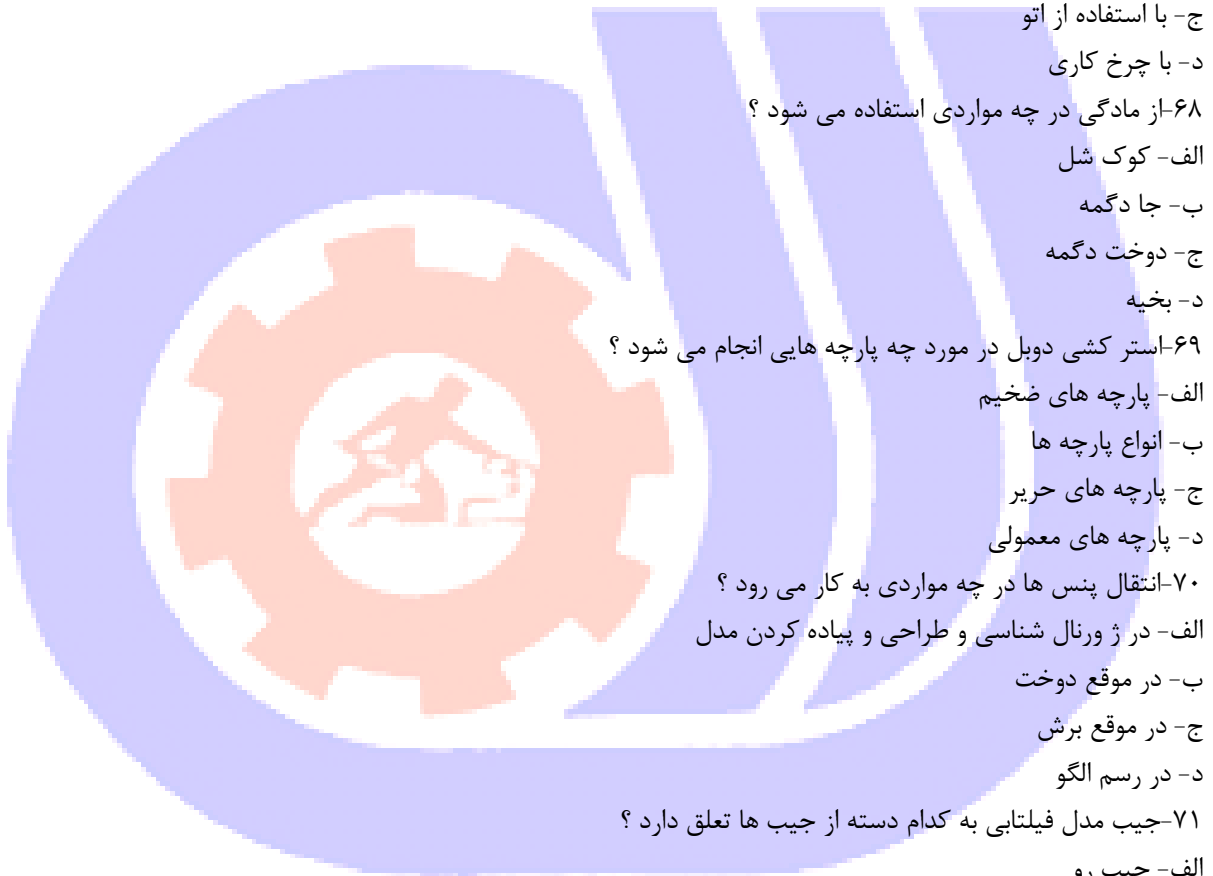 ج- با استفاده از اتو
د- با چرخ کاری
۶۸-از مادگی در چه مواردی استفاده می شود ؟
الف- کوک شل
ب- جا دگمه
ج- دوخت دگمه
د- بخیه
۶۹-استر کشی دوبل در مورد چه پارچه هایی انجام می شود ؟
الف- پارچه های ضخیم
ب- انواع پارچه ها
ج- پارچه های حریر
د- پارچه های معمولی
۷۰-انتقال پنس ها در چه مواردی به کار می رود ؟
الف- در ژ ورنال شناسی و طراحی و پیاده کردن مدل
ب- در موقع دوخت
ج- در موقع برش
د- در رسم الگو
۷۱-جیب مدل فیلتابی به کدام دسته از جیب ها تعلق دارد ؟
الف- جیب رو